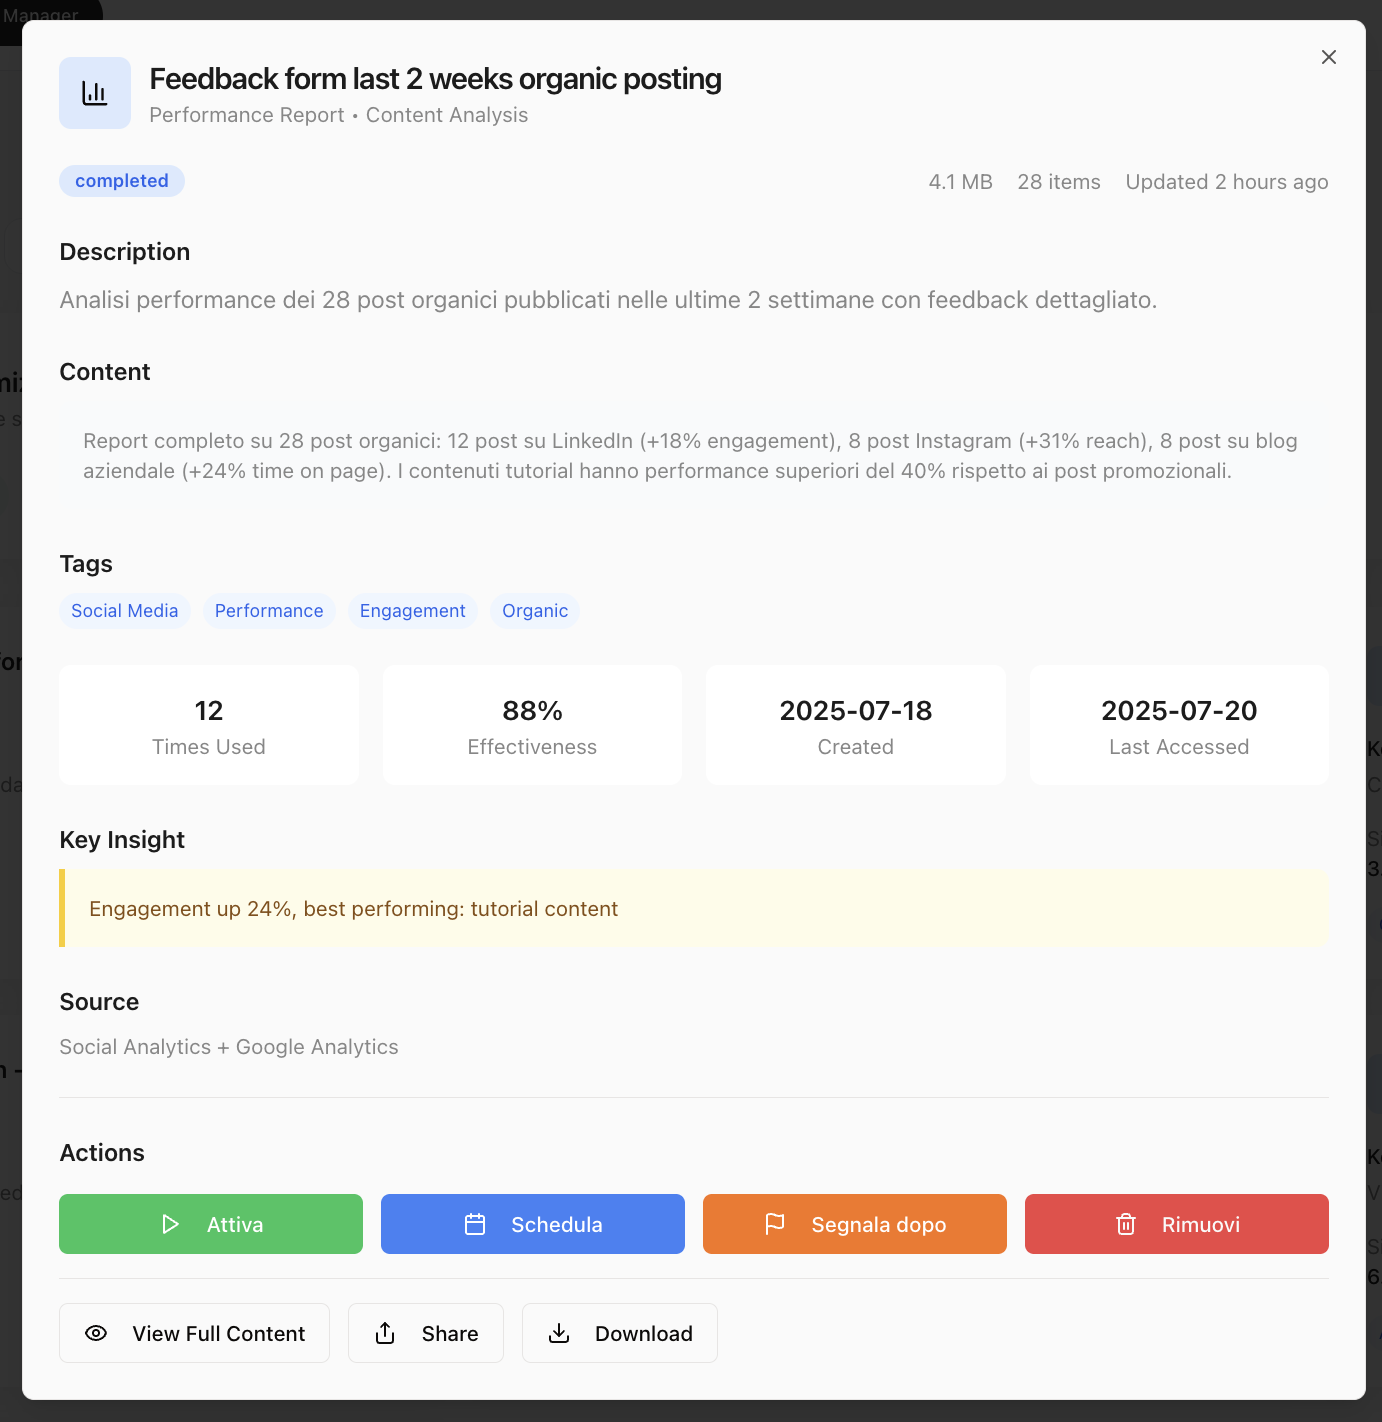 Manager
Feedback form last 2 weeks organic posting
Performance Report • Content Analysis
completed
4.1 MB 28 items Updated 2 hours ago
Description
Analisi performance dei 28 post organici pubblicati nelle ultime 2 settimane con feedback dettagliato.
Content
Report completo su 28 post organici: 12 post su LinkedIn (+18% engagement), 8 post Instagram (+31% reach), 8 post su blog
aziendale (+24% time on page). I contenuti tutorial hanno performance superiori del 40% rispetto ai post promozionali.
Tags
Social Media Performance Engagement Organic
12 88% 2025-07-18 2025-07-20
Times Used Effectiveness Created Last Accessed
Key Insight
Engagement up 24%, best performing: tutorial content
Source
Social Analytics + Google Analytics
Actions
Attiva Schedula Segnala dopo Rimuovi
View Full Content Share Download